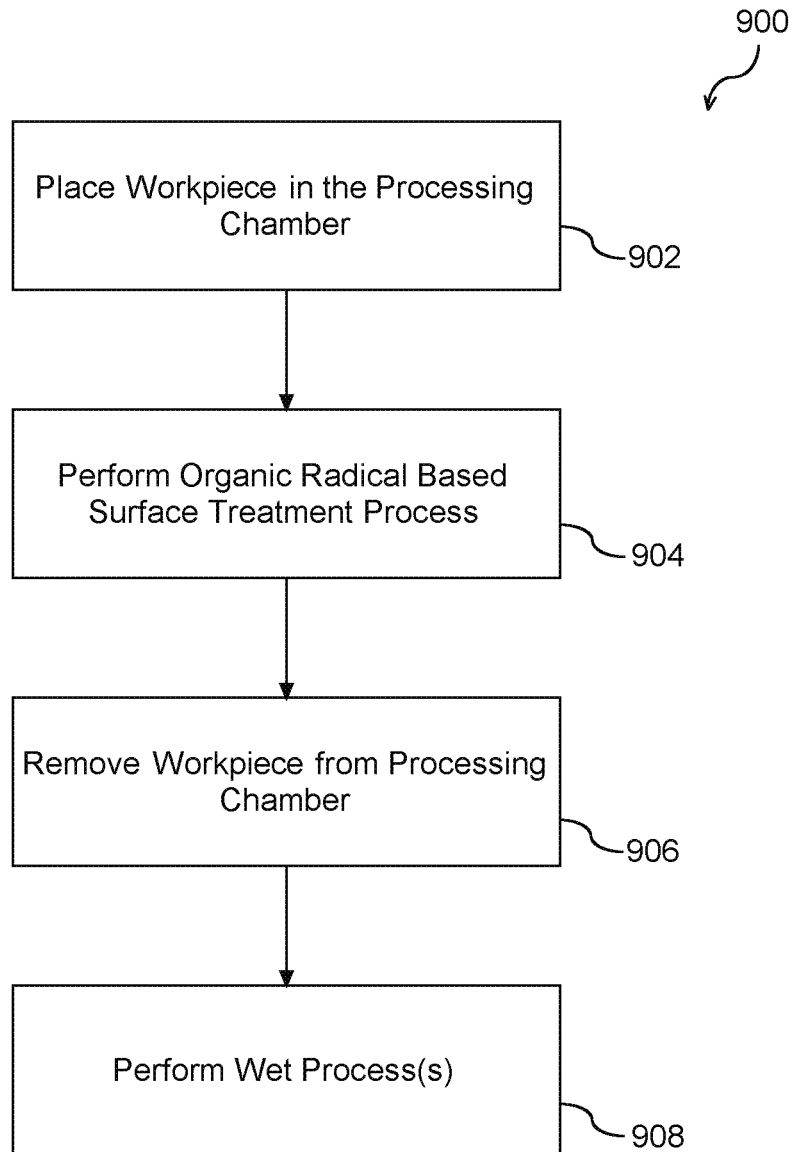 900
Place Workpiece in the Processing
Chamber
902
Perform Organic Radical Based
Surface Treatment Process
904
Remove Workpiece from Processing
Chamber
906
Perform Wet Process(s)
908